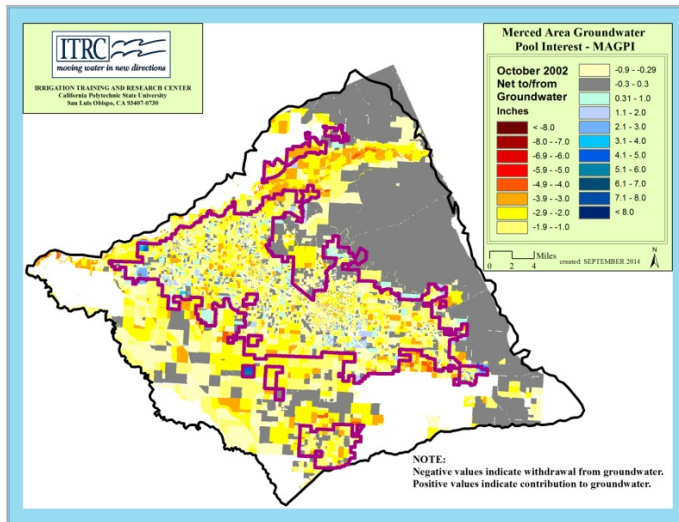 ITRC
moving water in new directions
IRRIGATION TRAINING AND RESEARCH CENTER
California Polytechnic State University
San Luis Obispo, CA 93407-0730
Merced Area Groundwater
Pool Interest - MAGPI
October 2002
Net to/from
Groundwater
Inches
< -8.0
-8.0 - -7.0
-6.9 - -6.0
-5.9 - -5.0
-4.9 - -4.0
-3.9 - -3.0
-2.9 - -2.0
-1.9 - -1.0
-0.9 - -0.29
-0.3 - 0.3
0.31 - 1.0
1.1 - 2.0
2.1 - 3.0
3.1 - 4.0
4.1 - 5.0
5.1 - 6.0
6.1 - 7.0
7.1 - 8.0
< 8.0
Miles
0 2 4
created: SEPTEMBER 2014
N
NOTE:
Negative values indicate withdrawal from groundwater.
Positive values indicate contribution to groundwater.